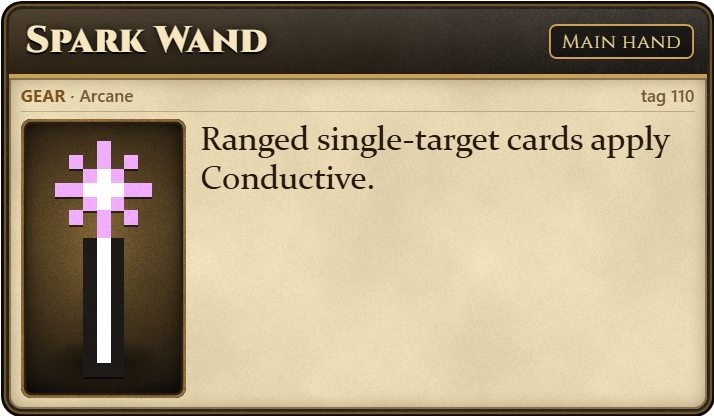 Spark Wand
Main hand
GEAR · Arcane
tag 110
Ranged single-target cards apply
Conductive.